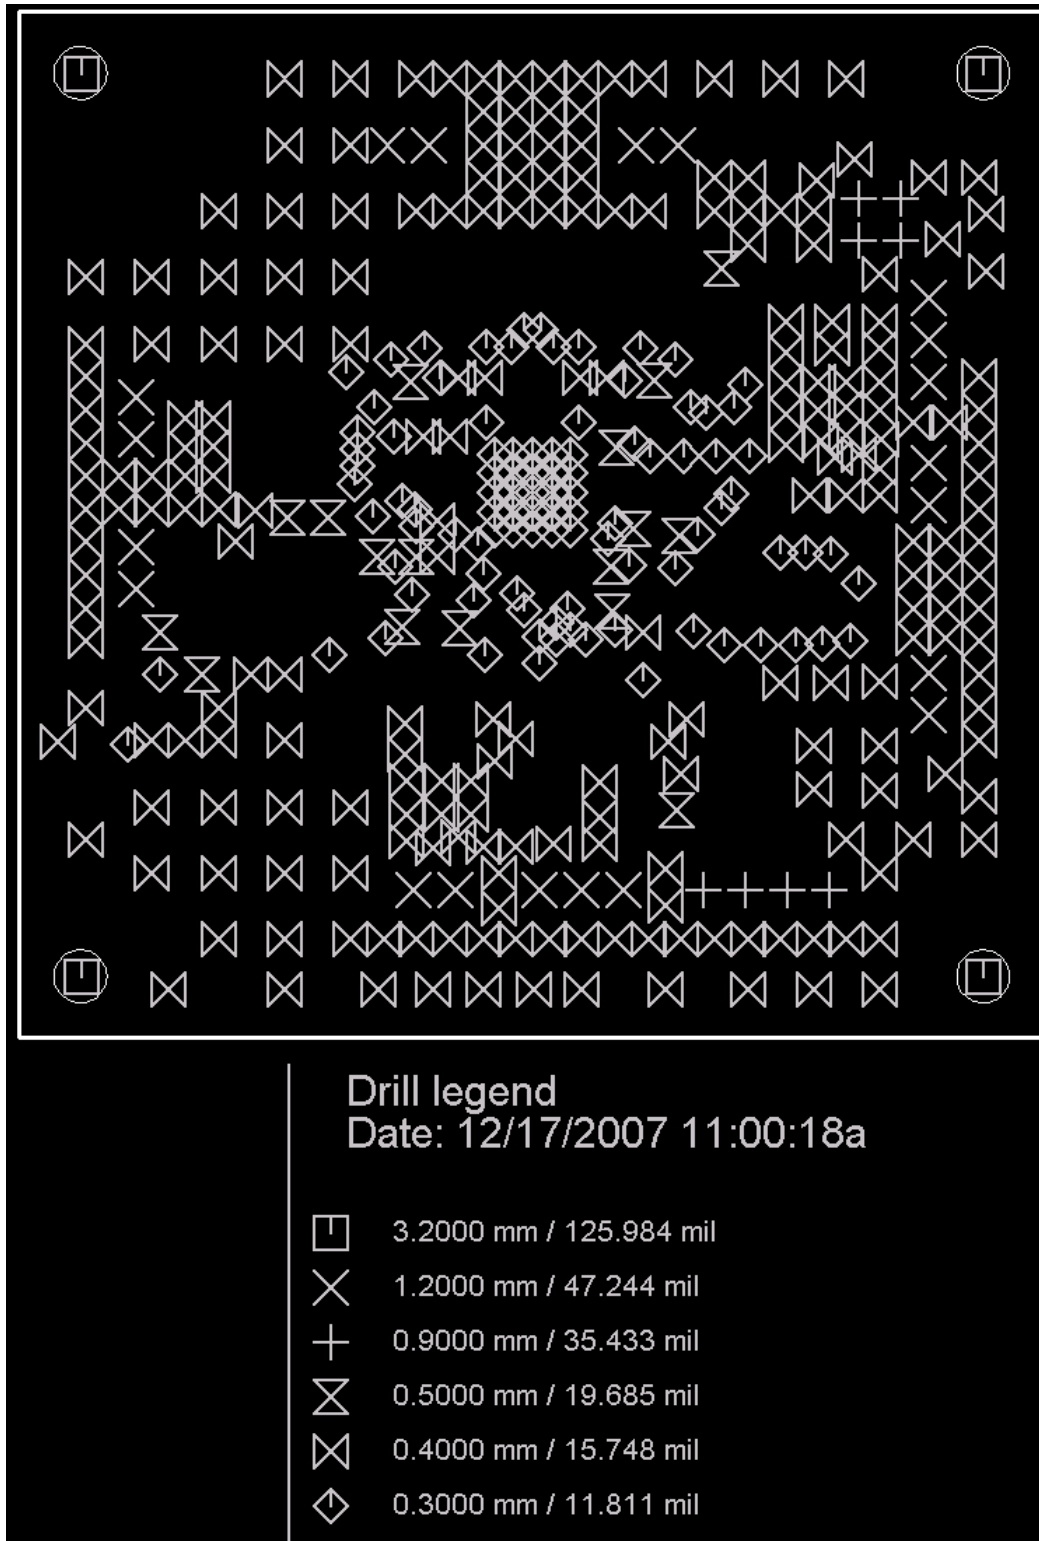 Drill legend
Date: 12/17/2007 11:00:18a
3.2000 mm / 125.984 mil
1.2000 mm / 47.244 mil
0.9000 mm / 35.433 mil
0.5000 mm / 19.685 mil
0.4000 mm / 15.748 mil
0.3000 mm / 11.811 mil